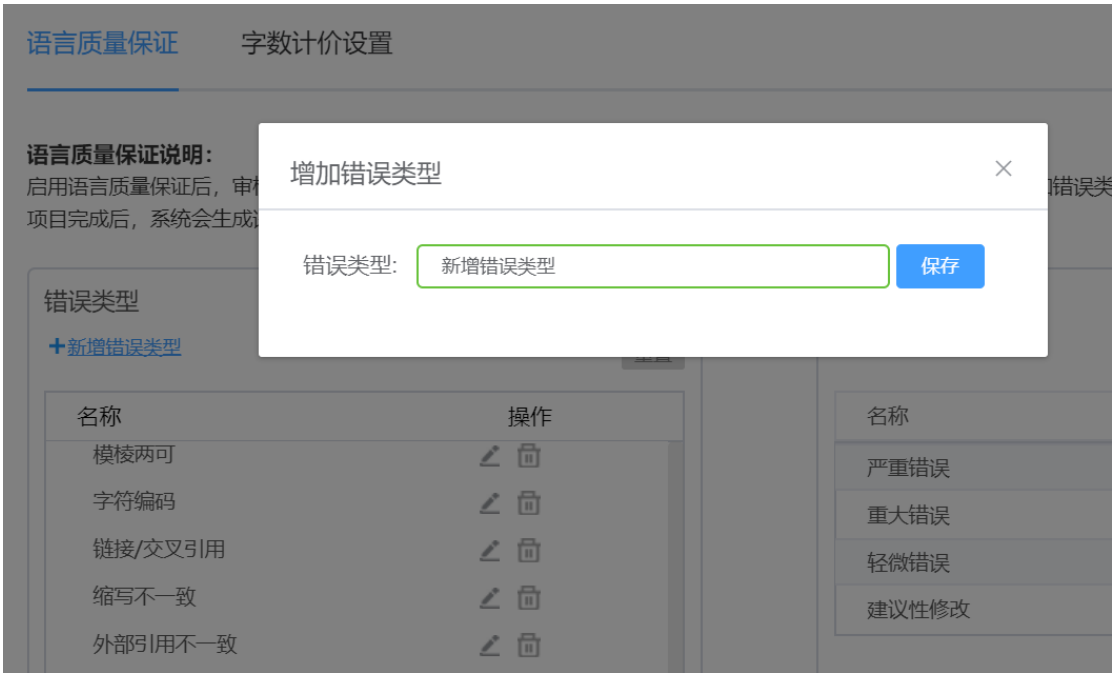 语言质量保证 字数计价设置
语言质量保证说明：
启用语言质量保证后，审
错误类
项目完成后，系统会生成
增加错误类型
错误类型: 新增错误类型 保存
错误类型
+新增错误类型
名称 操作
模棱两可
字符编码
链接/交叉引用
缩写不一致
外部引用不一致
名称
严重错误
重大错误
轻微错误
建议性修改